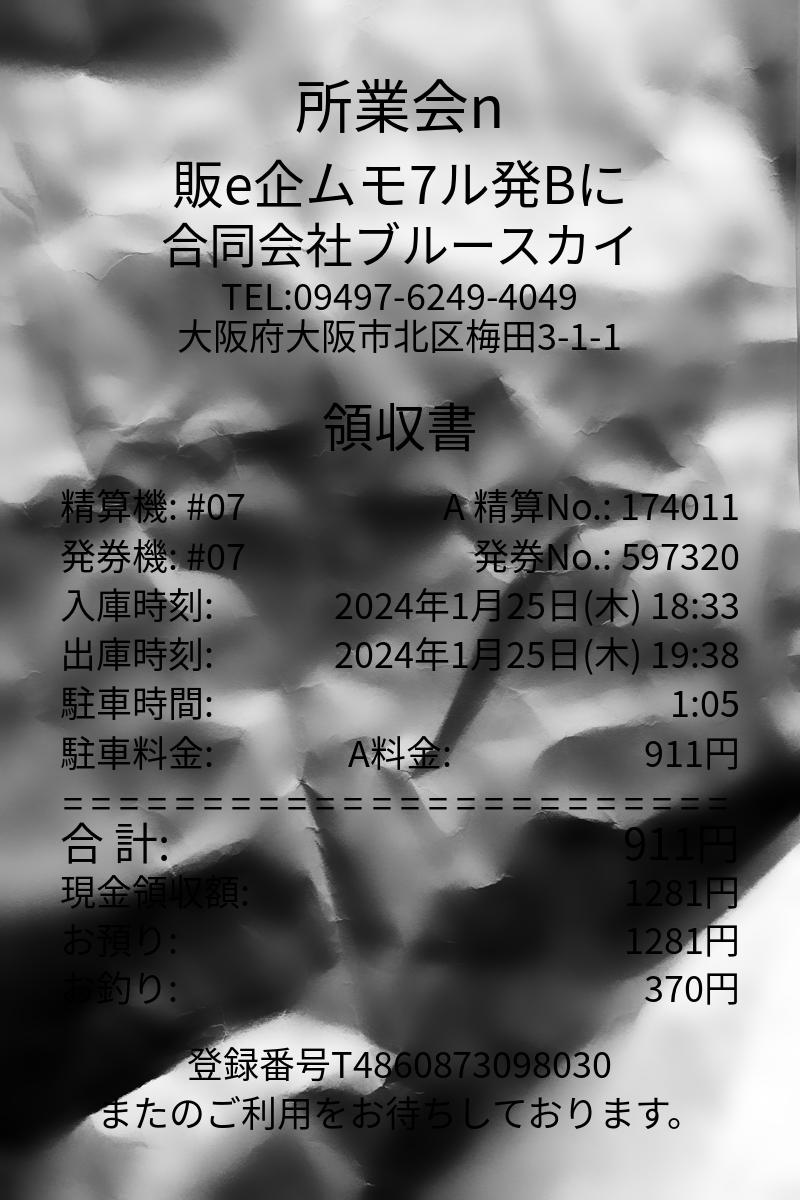 所業会n
販e企ムモ7ル発Bに
合同会社ブルースカイ
TEL:09497-6249-4049
大阪府大阪市北区梅田3-1-1
領収書
精算機: #07 A 精算No.: 174011
発券機: #07 発券No.: 597320
入庫時刻: 2024年1月25日(木) 18:33
出庫時刻: 2024年1月25日(木) 19:38
駐車時間: 1:05
駐車料金: A料金: 911円
========================
合 計: 911円
現金領収額: 1281円
お預り: 1281円
お釣り: 370円
登録番号T4860873098030
またのご利用をお待ちしております。